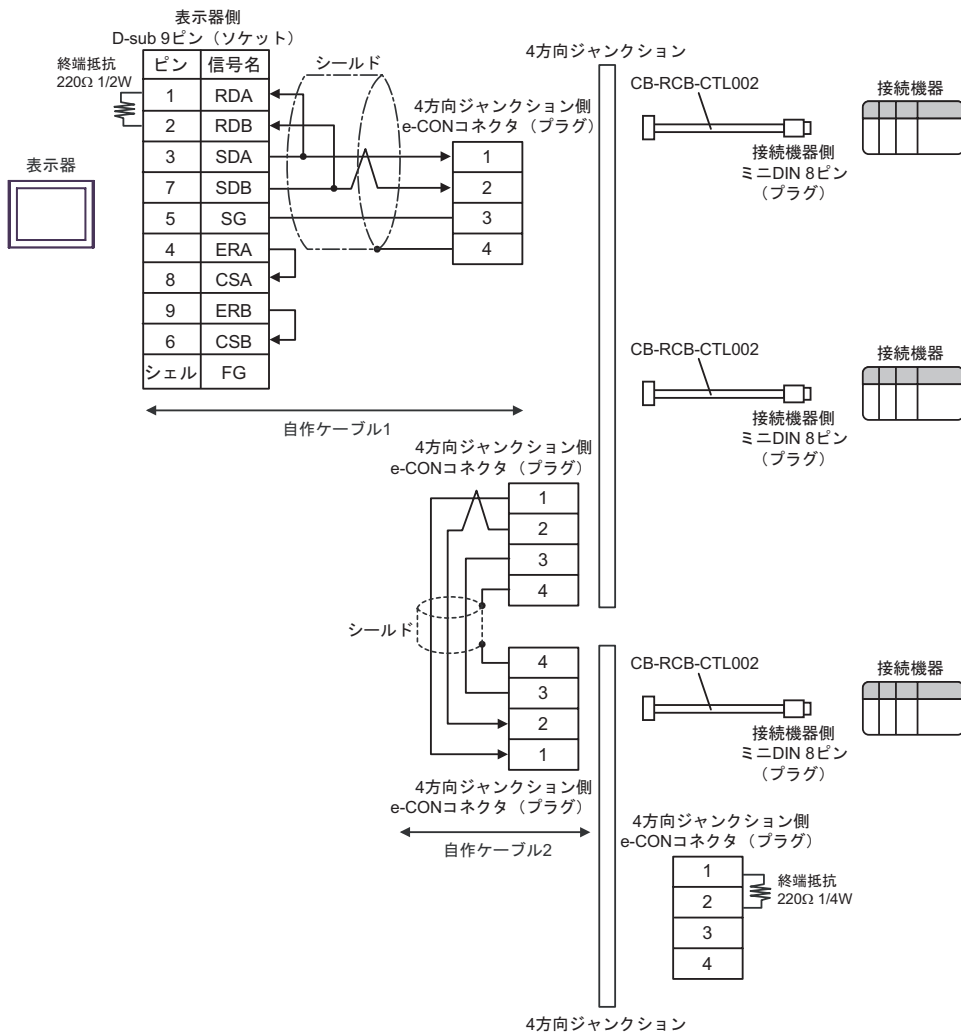 表示器側
D-sub 9ピン（ソケット）
終端抵抗
220Ω 1/2W
ピン 信号名
1 RDA
2 RDB
3 SDA
7 SDB
5 SG
4 ERA
8 CSA
9 ERB
6 CSB
シェル FG
表示器
シールド
4方向ジャンクション側
e-CONコネクタ（プラグ）
1
2
3
4
自作ケーブル1
4方向ジャンクション
CB-RCB-CTL002
接続機器側
ミニDIN 8ピン
（プラグ）
接続機器
CB-RCB-CTL002
接続機器側
ミニDIN 8ピン
（プラグ）
接続機器
4方向ジャンクション側
e-CONコネクタ（プラグ）
1
2
3
4
シールド
4
3
2
1
4方向ジャンクション側
e-CONコネクタ（プラグ）
自作ケーブル2
CB-RCB-CTL002
接続機器側
ミニDIN 8ピン
（プラグ）
接続機器
4方向ジャンクション側
e-CONコネクタ（プラグ）
1
2
3
4
終端抵抗
220Ω 1/4W
4方向ジャンクション